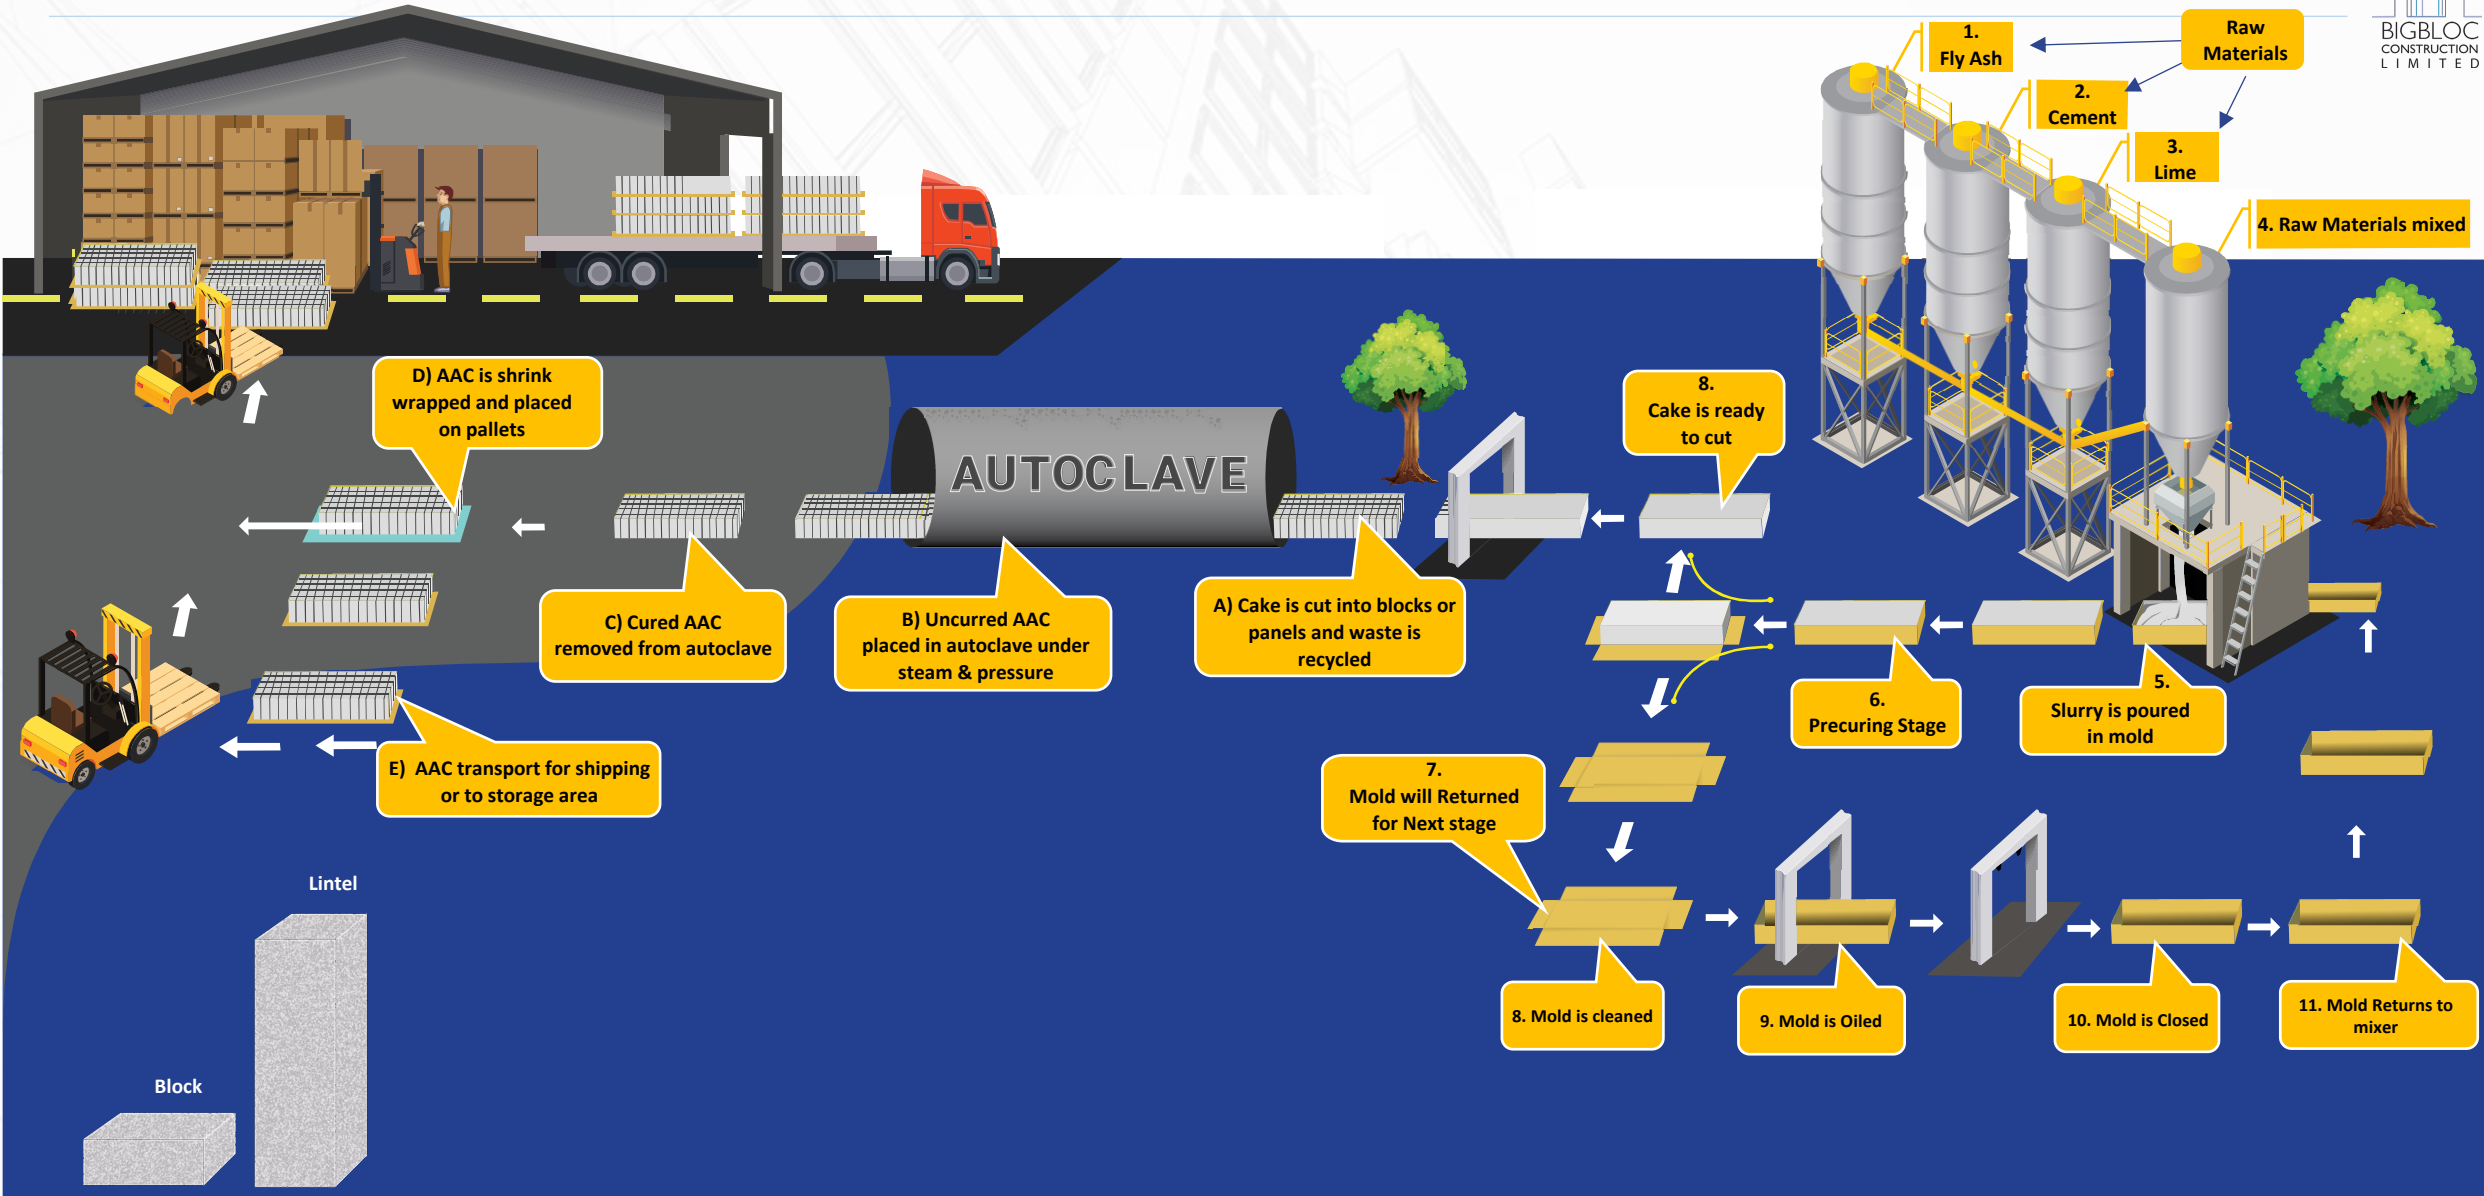 BIGBLOC
CONSTRUCTION
LIMITED
Raw
Materials
1.
Fly Ash
2.
Cement
3.
Lime
4. Raw Materials mixed
D) AAC is shrink
wrapped and placed
on pallets
8.
Cake is ready
to cut
AUTOCLAVE
C) Cured AAC
removed from autoclave
B) Uncurred AAC
placed in autoclave under
steam & pressure
A) Cake is cut into blocks or
panels and waste is
recycled
6.
Precuring Stage
5.
Slurry is poured
in mold
E) AAC transport for shipping
or to storage area
7.
Mold will Returned
for Next stage
Lintel
Block
8. Mold is cleaned
9. Mold is Oiled
10. Mold is Closed
11. Mold Returns to
mixer